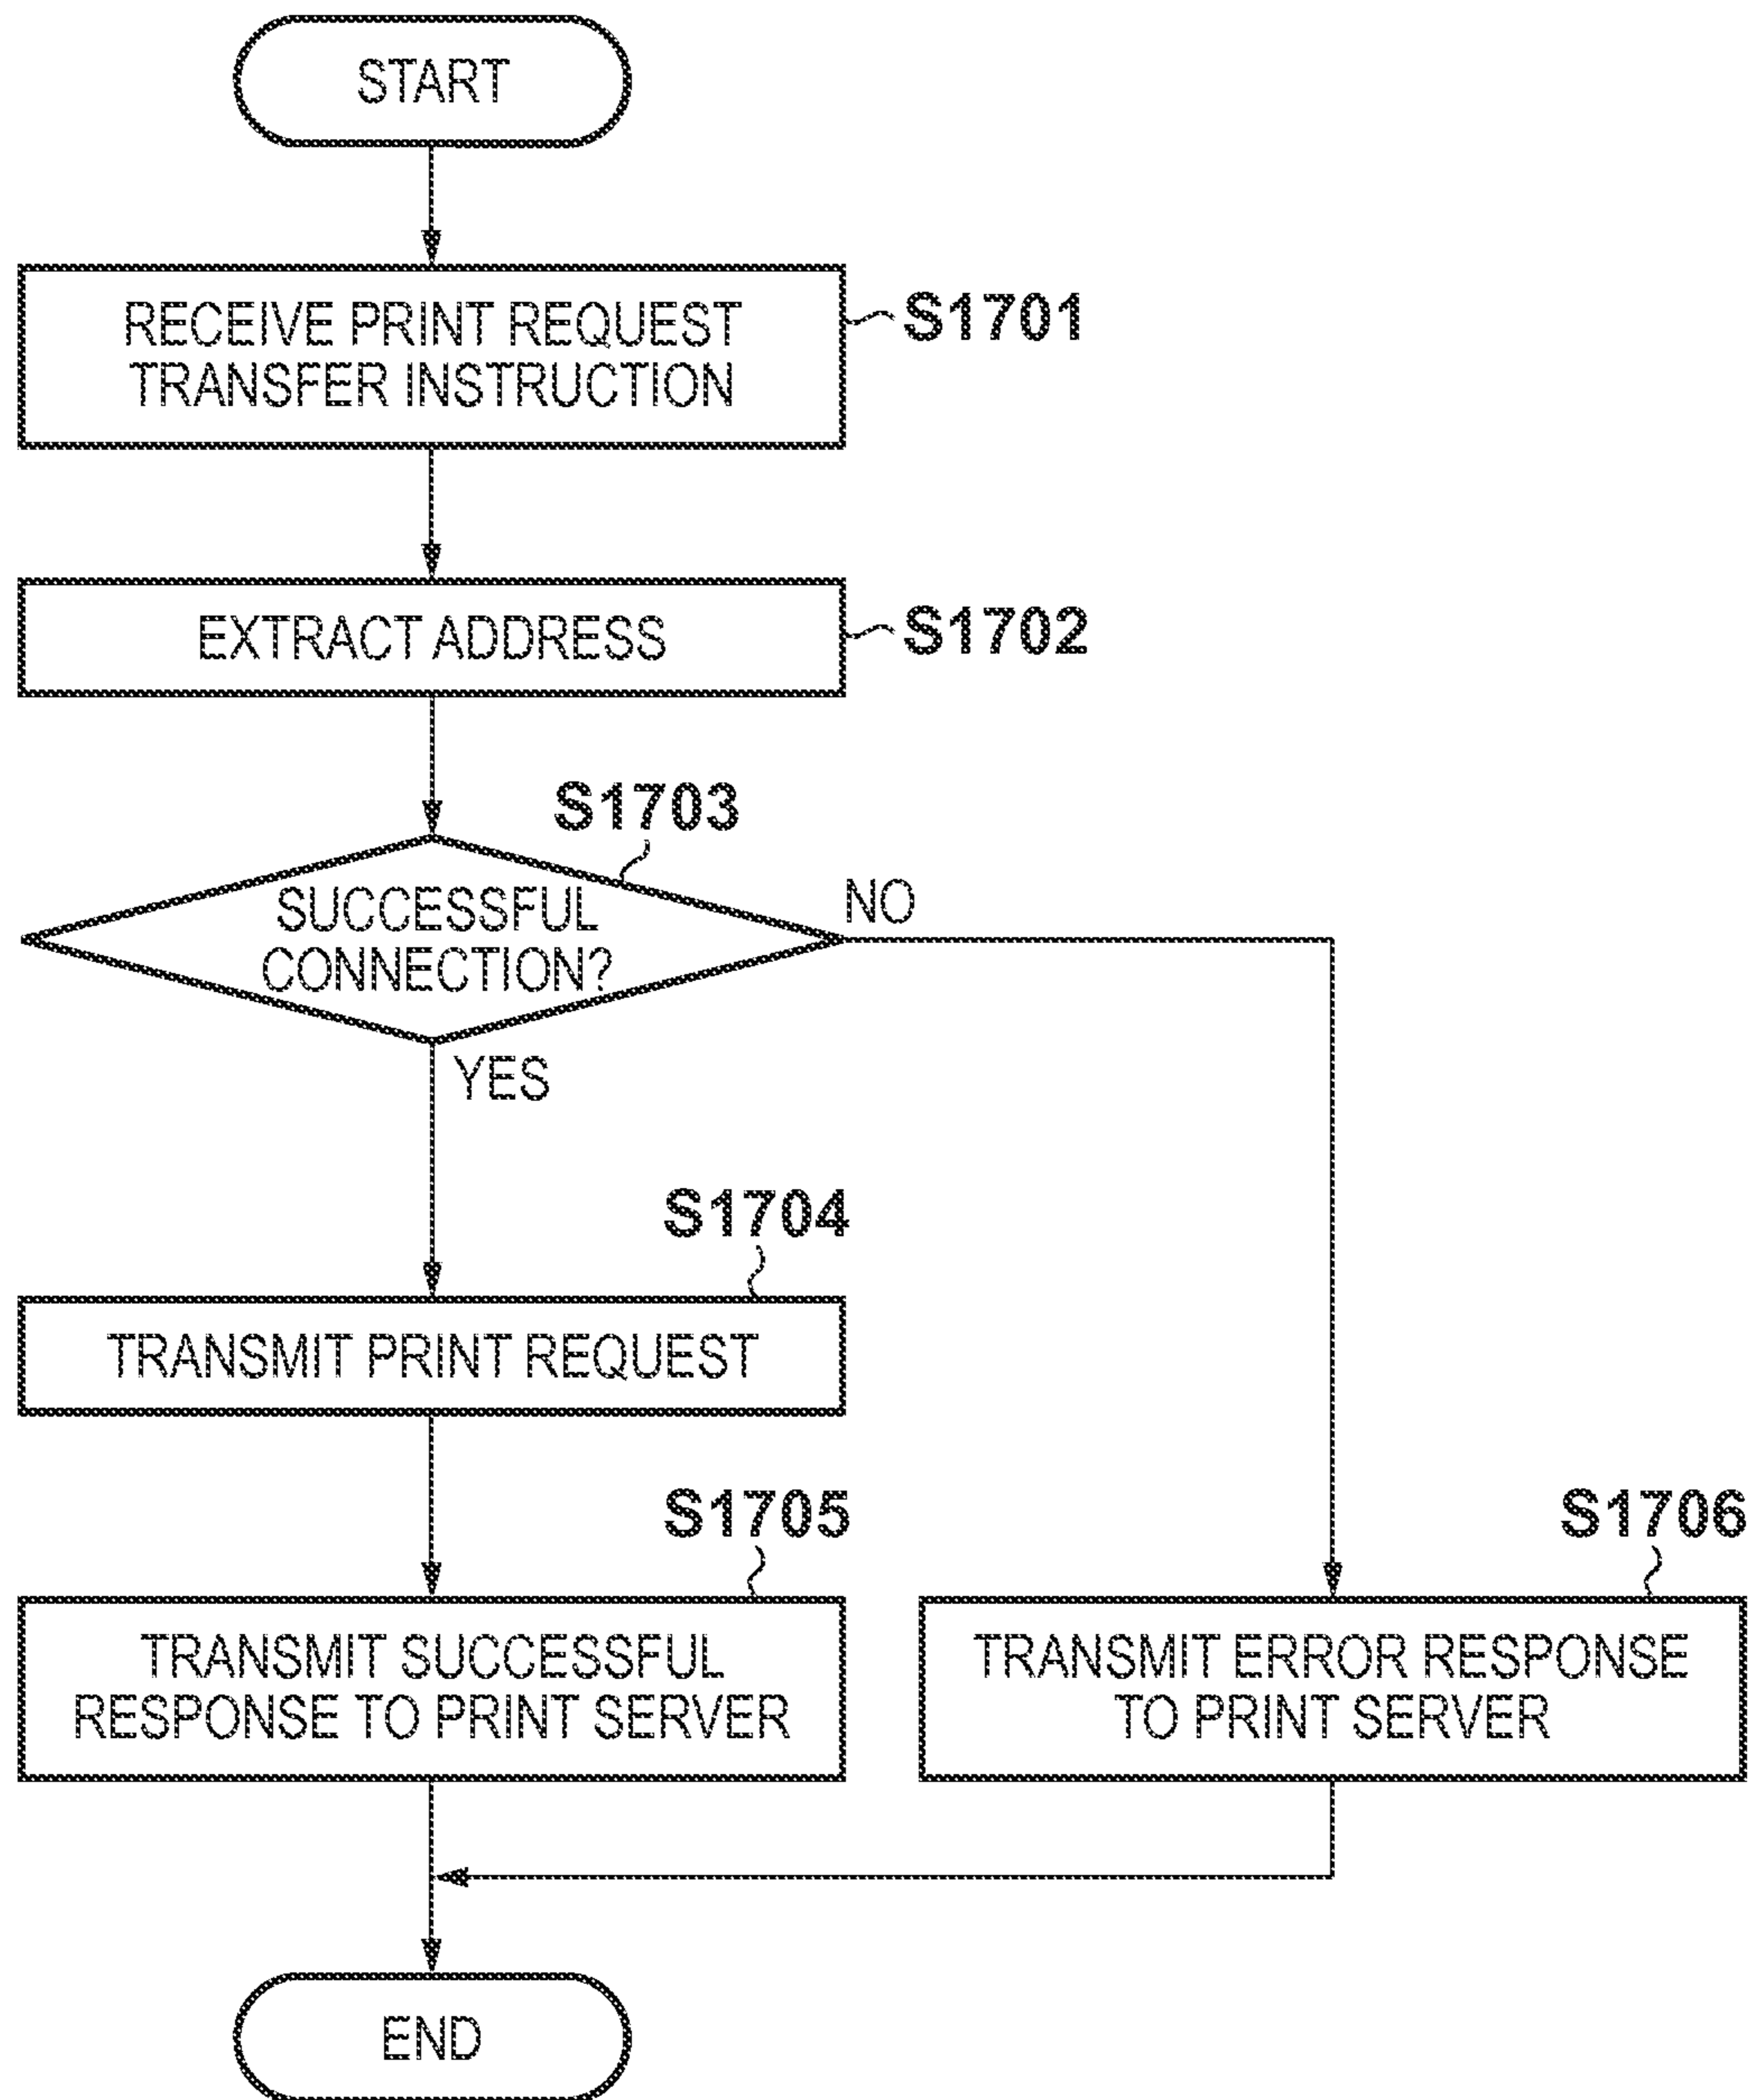 START
RECEIVE PRINT REQUEST
TRANSFER INSTRUCTION
S1701
EXTRACT ADDRESS
S1702
S1703
SUCCESSFUL
CONNECTION?
NO
YES
S1704
TRANSMIT PRINT REQUEST
S1705
TRANSMIT SUCCESSFUL
RESPONSE TO PRINT SERVER
S1706
TRANSMIT ERROR RESPONSE
TO PRINT SERVER
END